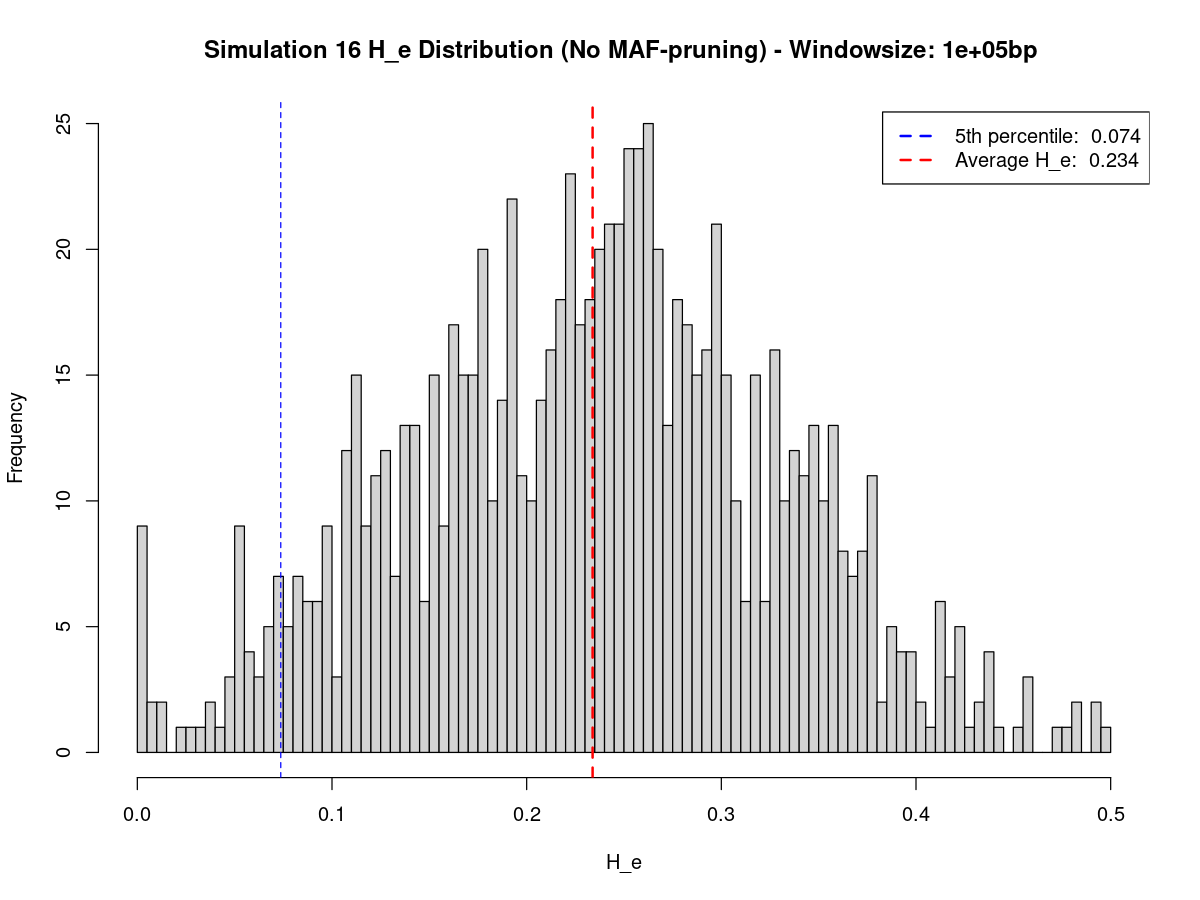 Simulation 16 H_e Distribution (No MAF-pruning) - Windowsize: 1e+05bp
5th percentile: 0.074
Average H_e: 0.234
Frequency
25
20
15
10
5
0
0.0 0.1 0.2 0.3 0.4 0.5
H_e